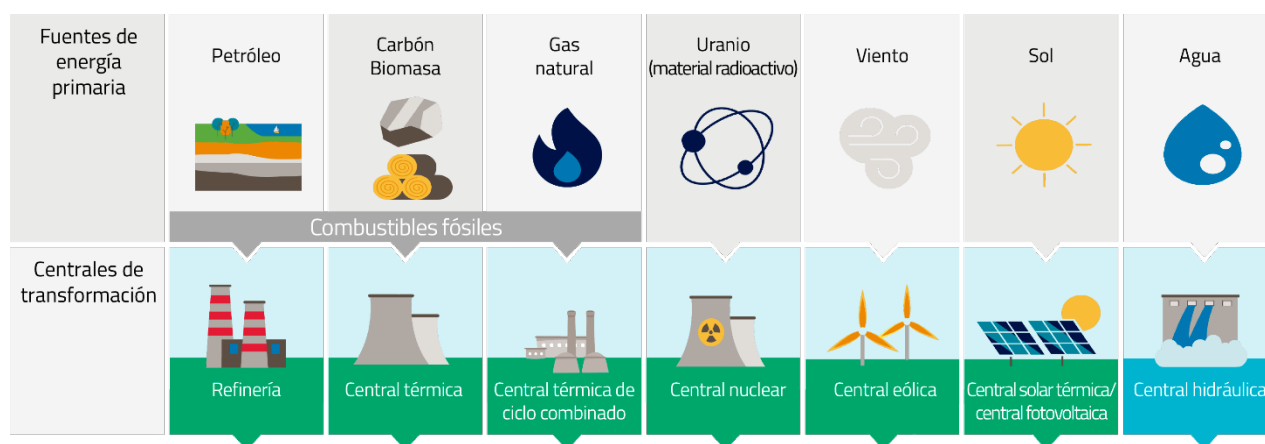 Fuentes de
energía
primaria
Petróleo
Carbón
Biomasa
Gas
natural
Uranio
(material radioactivo)
Viento
Sol
Agua
Combustibles fósiles
Centrales de
transformación
Refinería
Central térmica
Central térmica de
ciclo combinado
Central nuclear
Central eólica
Central solar térmica/
central fotovoltaica
Central hidráulica